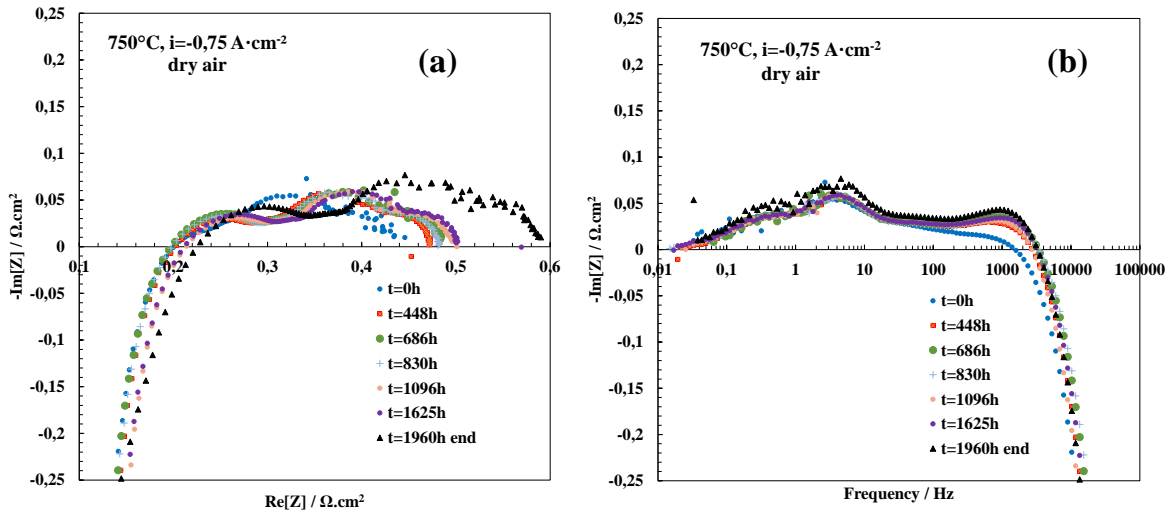 750°C, i=-0,75 A·cm-2
dry air
(a)
-Im[Z] / Ω.cm2
0,25
0,2
0,15
0,1
0,05
0
-0,05
-0,1
-0,15
-0,2
-0,25
0,1 0,2 0,3 0,4 0,5 0,6
t=0h
t=448h
t=686h
t=830h
t=1096h
t=1625h
t=1960h end
Re[Z] / Ω.cm2
750°C, i=-0,75 A·cm-2
dry air
(b)
-Im[Z] / Ω.cm2
0,25
0,2
0,15
0,1
0,05
0
-0,05
-0,1
-0,15
-0,2
-0,25
0,01 0,1 1 10 100 1000 10000 100000
t=0h
t=448h
t=686h
t=830h
t=1096h
t=1625h
t=1960h end
Frequency / Hz